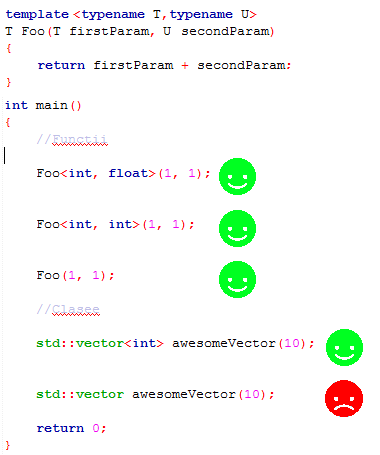 template<typename T,typename U>
T Foo(T firstParam, U secondParam)
{
return firstParam + secondParam;
}
int main()
{
//Functii
Foo<int, float>(1, 1);
Foo<int, int>(1, 1);
Foo(1, 1);
//Clasee
std::vector<int> awesomeVector(10);
std::vector awesomeVector(10);
return 0;
}